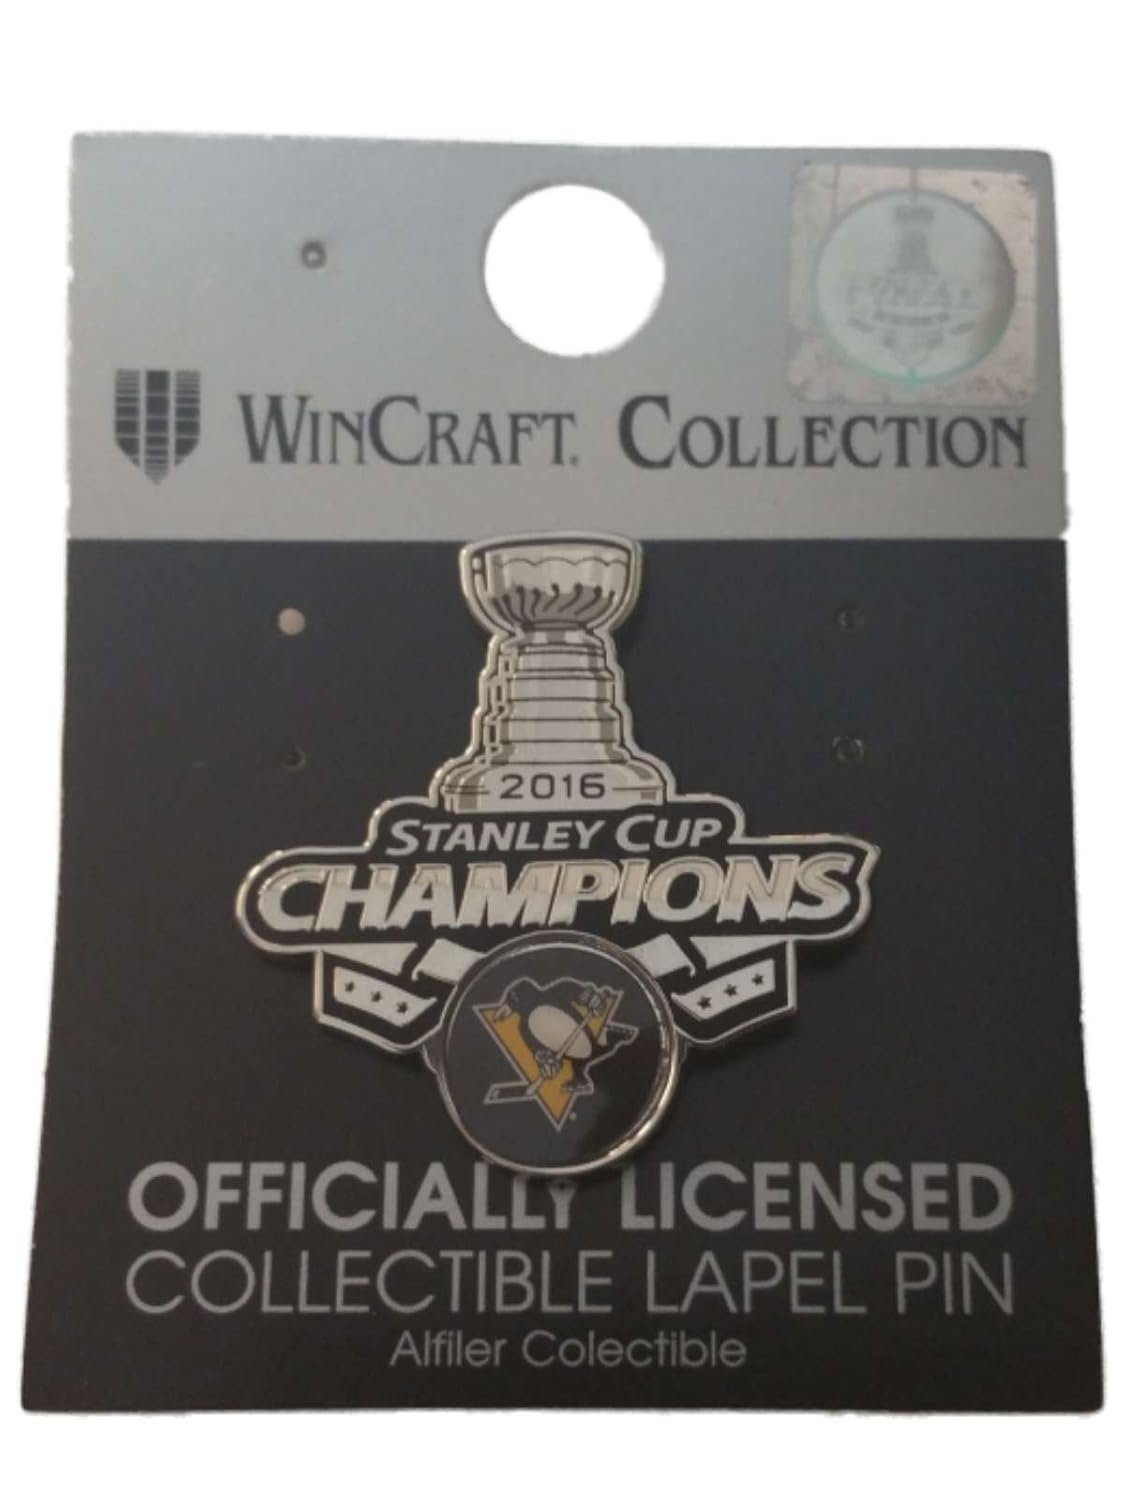 WINCRAFT. COLLECTION
2016
STANLEY CUP
CHAMPIONS
OFFICIALLY LICENSED
COLLECTIBLE LAPEL PIN
Alfiler Colectible